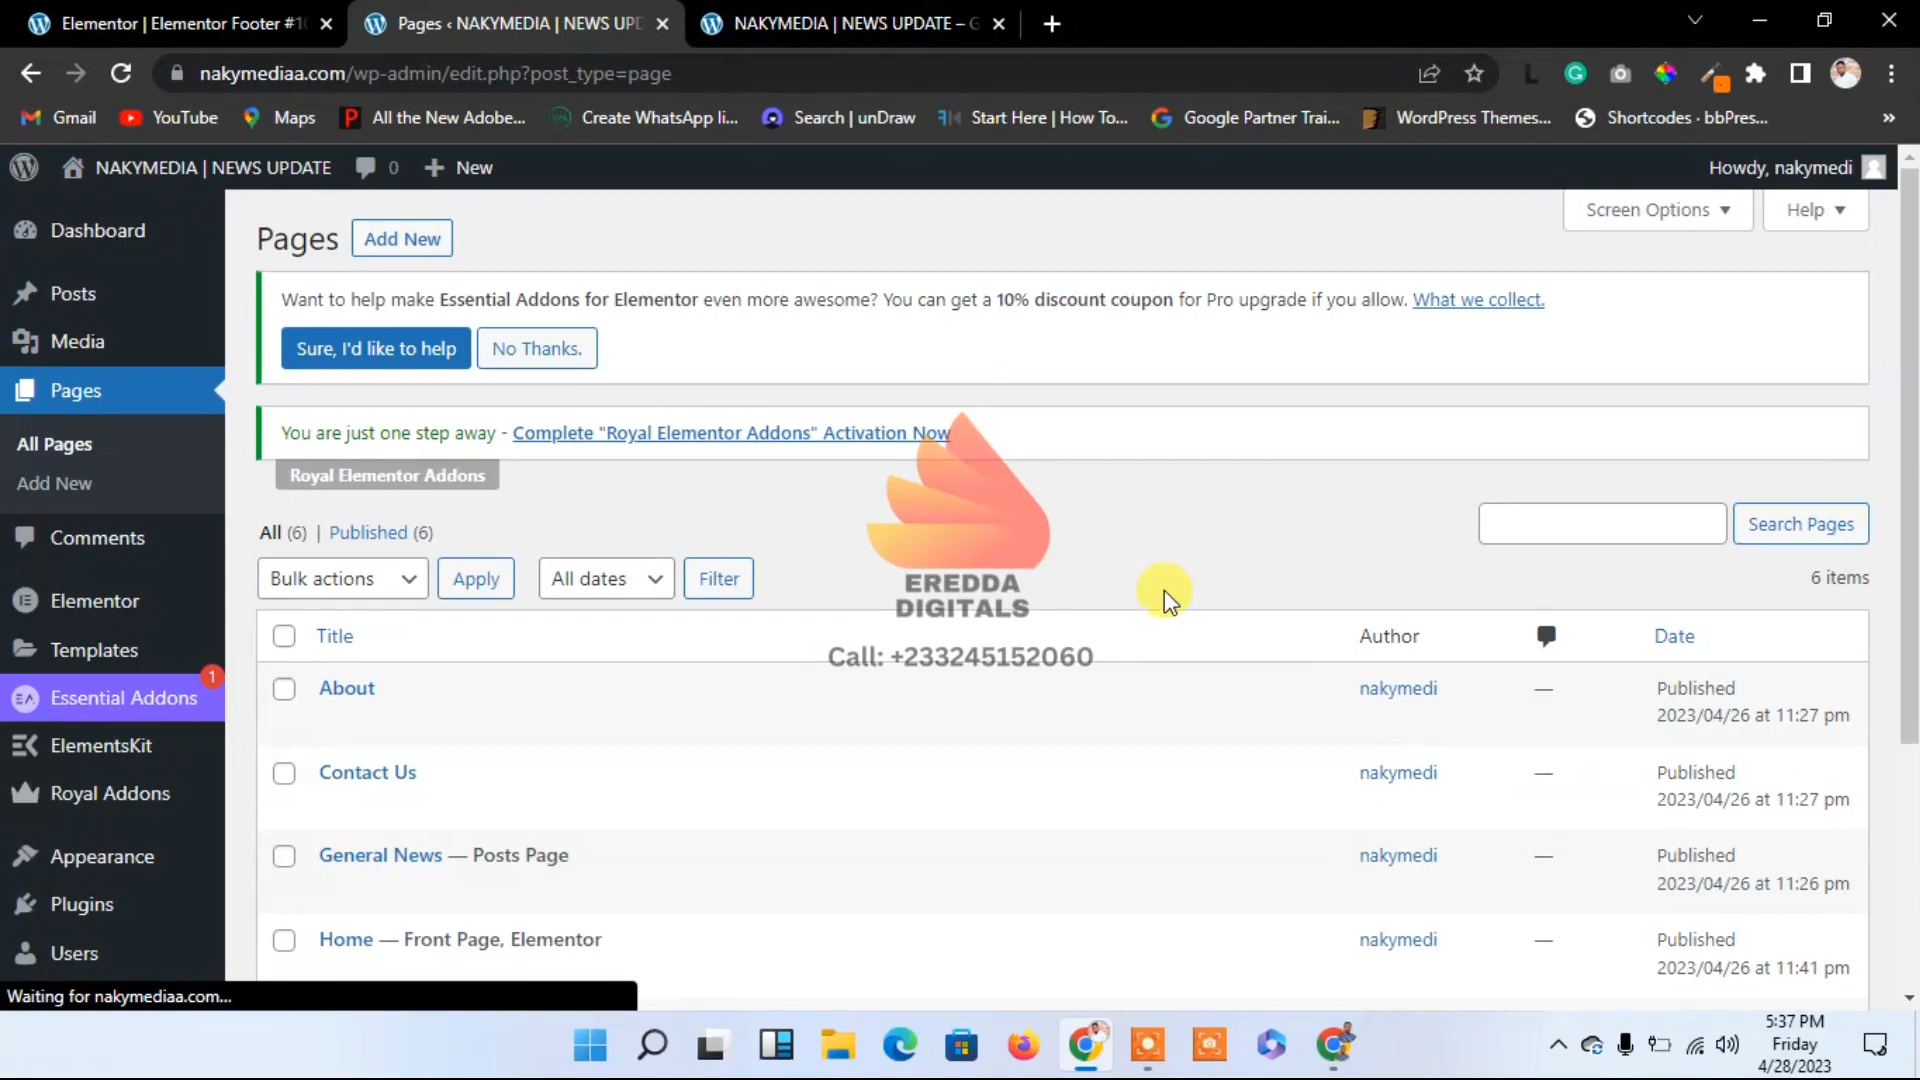 Elementor | Elementor Footer #1
Pages ‹ NAKYMEDIA | NEWS UPD
NAKYMEDIA | NEWS UPDATE – G
nakymediaa.com/wp-admin/edit.php?post_type=page
Gmail
YouTube
Maps
All the New Adobe...
Create WhatsApp li...
Search | unDraw
Start Here | How To...
Google Partner Trai...
WordPress Themes...
Shortcodes · bbPres...
»
NAKYMEDIA | NEWS UPDATE
0
New
Howdy, nakymedi
Dashboard
Posts
Media
Pages
All Pages
Add New
Comments
Elementor
Templates
Essential Addons
1
ElementsKit
Royal Addons
Appearance
Plugins
Users
Screen Options
Help
Pages
Add New
Want to help make Essential Addons for Elementor even more awesome? You can get a 10% discount coupon for Pro upgrade if you allow. What we collect.
Sure, I'd like to help
No Thanks.
You are just one step away - Complete "Royal Elementor Addons" Activation Now
Royal Elementor Addons
All (6) | Published (6)
Search Pages
Bulk actions
Apply
All dates
Filter
6 items
EREDDA
DIGITALS
Call: +233245152060
Title
Author
Date
About
nakymedi
—
Published
2023/04/26 at 11:27 pm
Contact Us
nakymedi
—
Published
2023/04/26 at 11:27 pm
General News — Posts Page
nakymedi
—
Published
2023/04/26 at 11:26 pm
Home — Front Page, Elementor
nakymedi
—
Published
2023/04/26 at 11:41 pm
Waiting for nakymediaa.com...
5:37 PM
Friday
4/28/2023